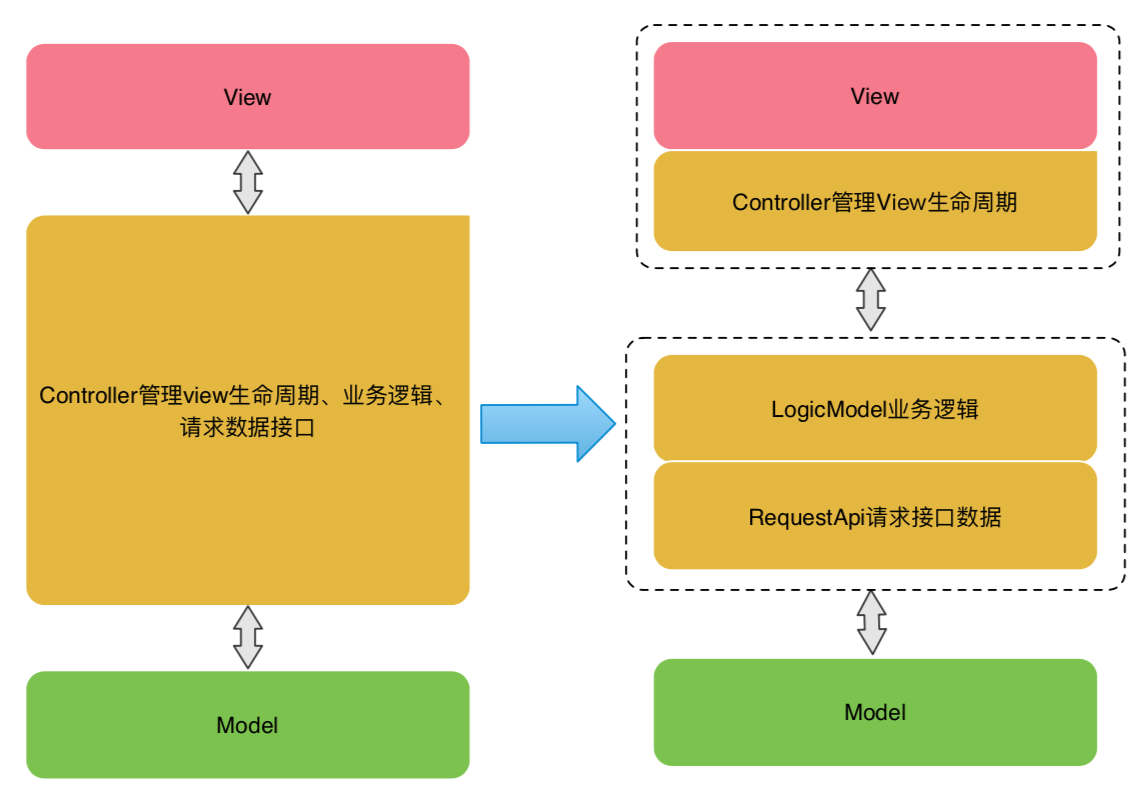 View
Controller管理view生命周期、业务逻辑、
请求数据接口
Model
View
Controller管理View生命周期
LogicModel业务逻辑
RequestApi请求接口数据
Model